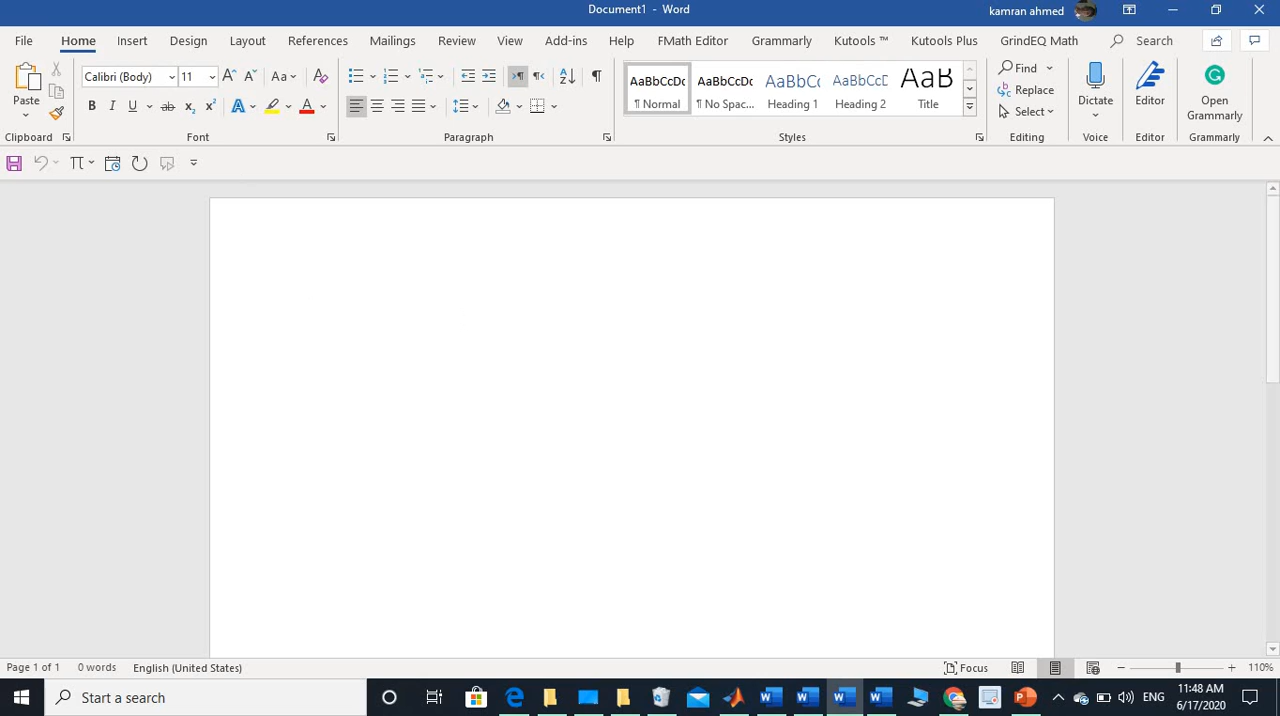 Document1 - Word
kamran ahmed
File Home Insert Design Layout References Mailings Review View Add-ins Help FMath Editor Grammarly Kutools ™ Kutools Plus GrindEQ Math Search
Paste
Calibri (Body) 11 Aa
B I U ab x₂ x² A A
¶ Normal ¶ No Spac... Heading 1 Heading 2 Title
AaBbCcDc AaBbCcDc AaBbCc AaBbCcD AaB
Find
Replace
Select
Dictate
Editor
Open
Grammarly
Clipboard Font Paragraph Styles Editing Voice Editor Grammarly
Page 1 of 1 0 words English (United States) Focus 110%
Start a search
ENG
11:48 AM
6/17/2020